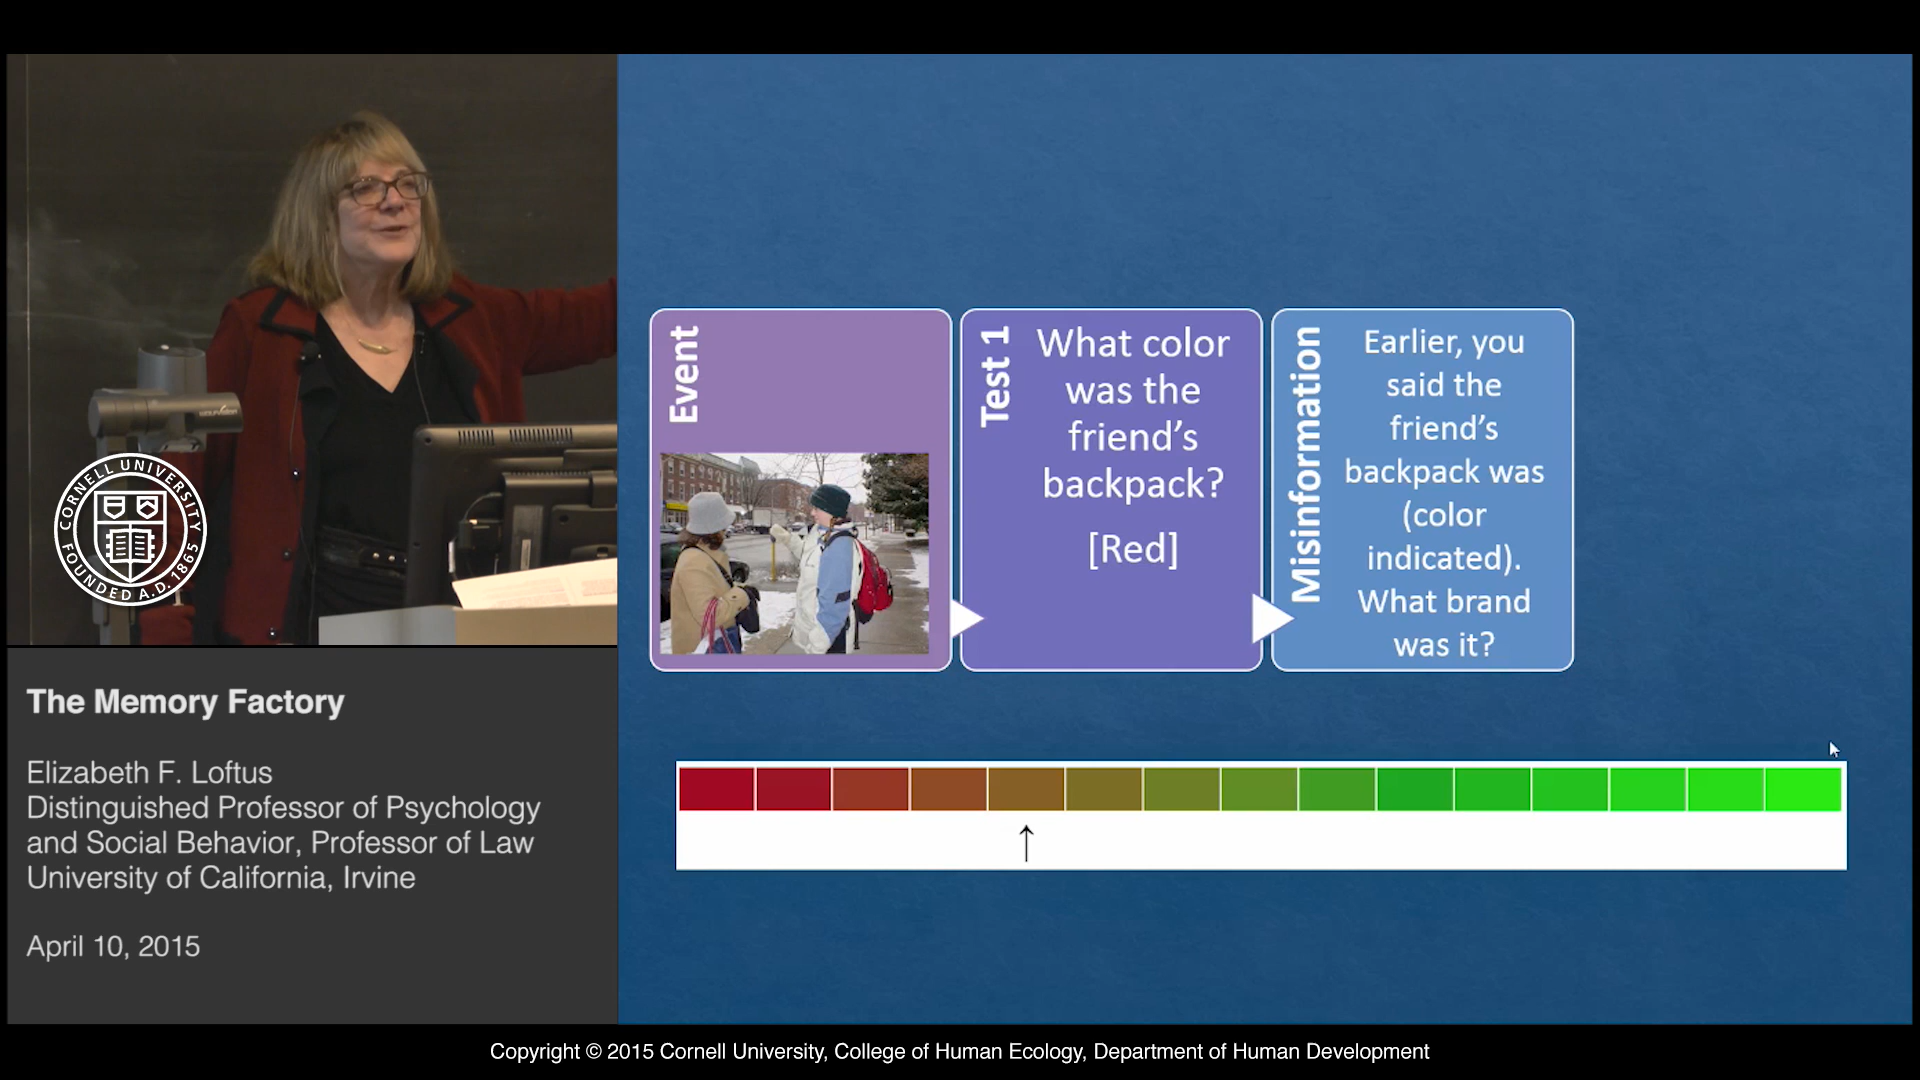 CORNELL UNIVERSITY
FOUNDED A.D. 1865
The Memory Factory
Elizabeth F. Loftus
Distinguished Professor of Psychology
and Social Behavior, Professor of Law
University of California, Irvine
April 10, 2015
Event
Test 1
What color
was the
friend's
backpack?
[Red]
Misinformation
Earlier, you
said the
friend's
backpack was
(color
indicated).
What brand
was it?
Copyright © 2015 Cornell University, College of Human Ecology, Department of Human Development